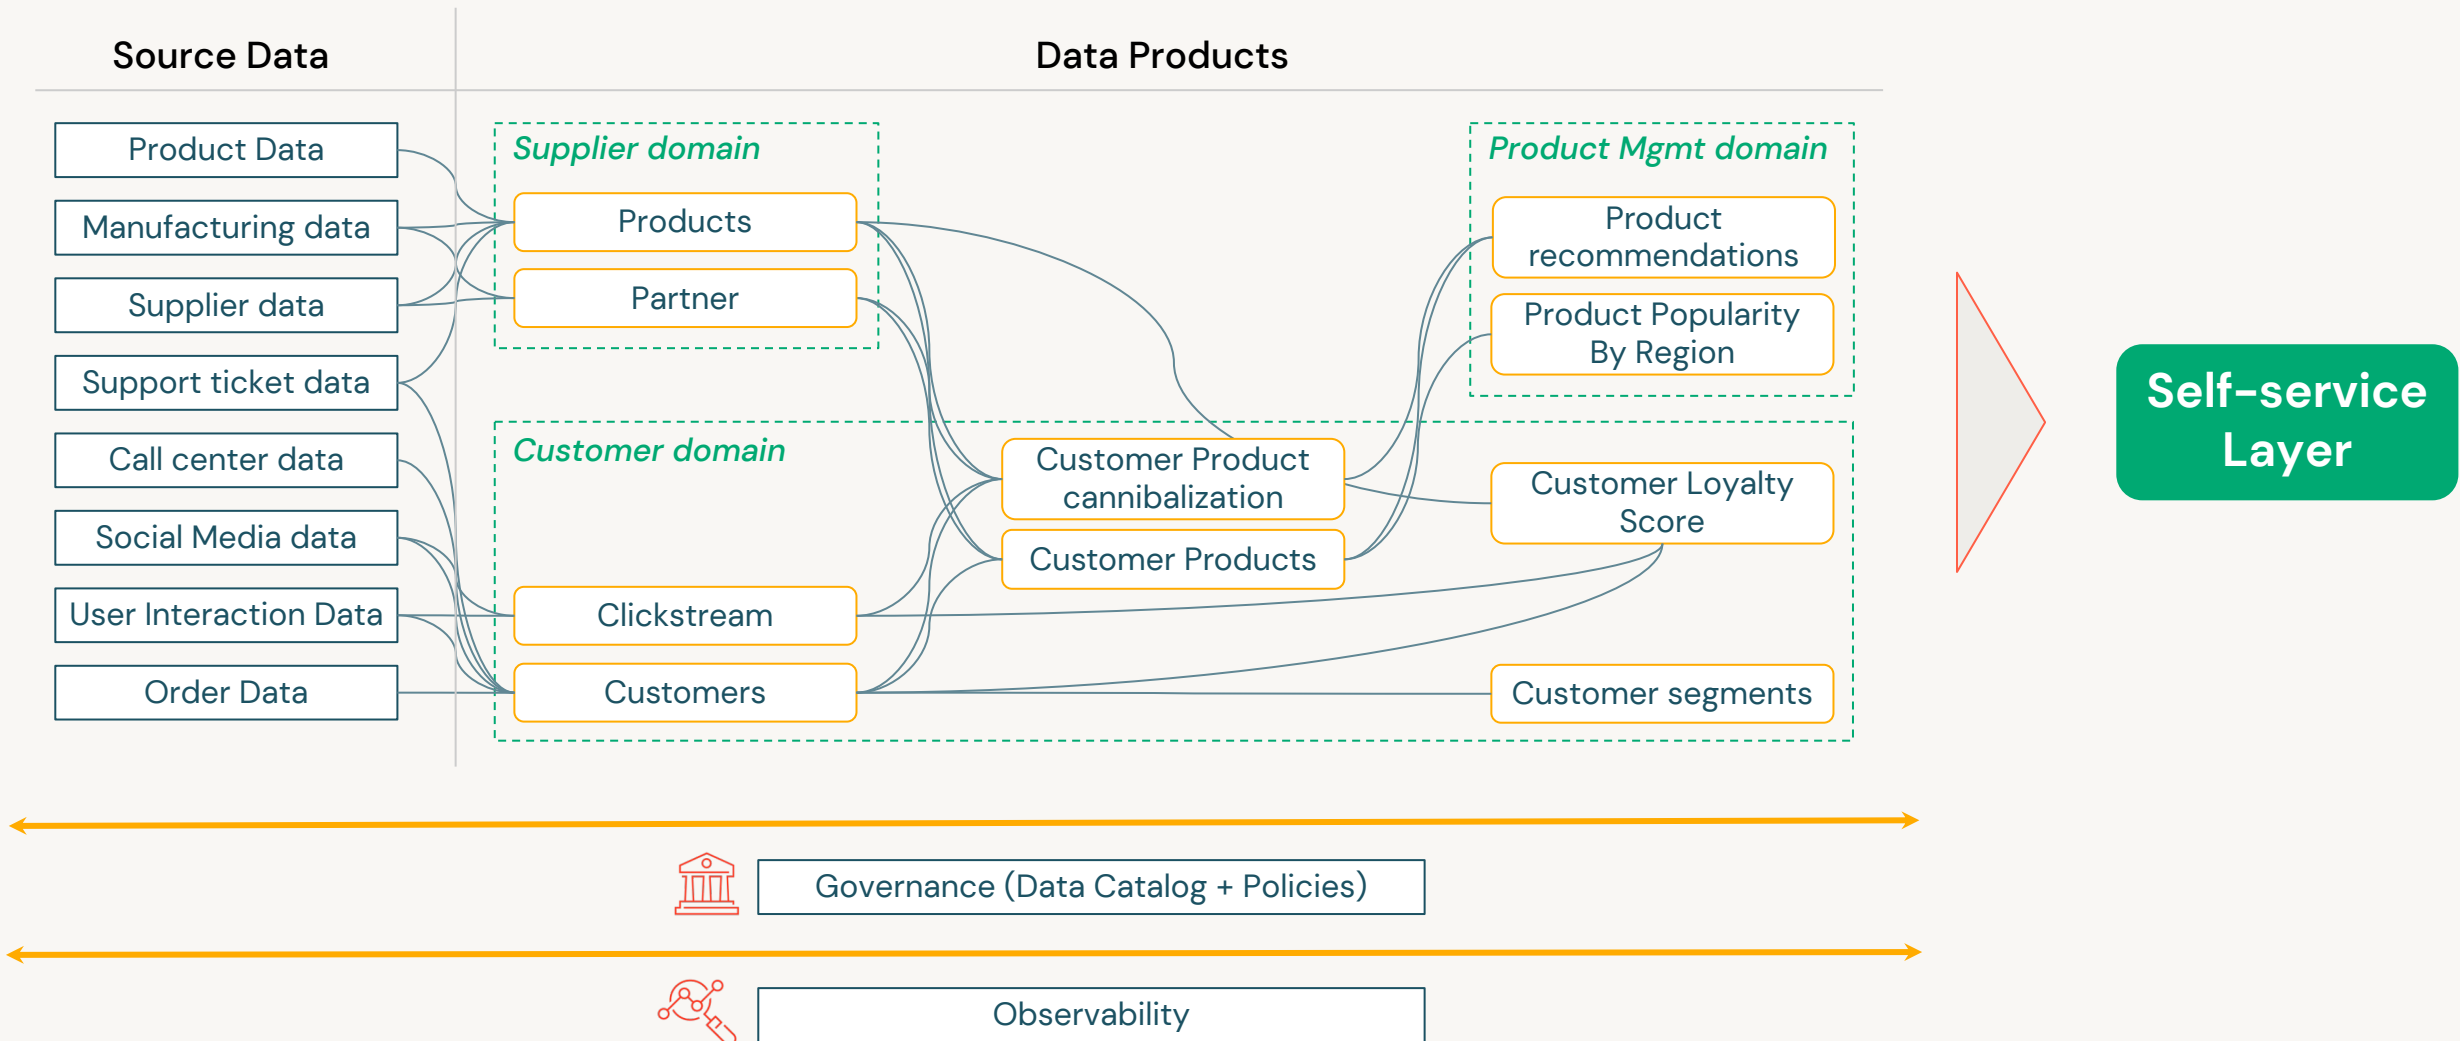 Source Data
Data Products
Product Data
Manufacturing data
Supplier data
Support ticket data
Call center data
Social Media data
User Interaction Data
Order Data
Supplier domain
Products
Partner
Customer domain
Clickstream
Customers
Customer Product
cannibalization
Customer Products
Product Mgmt domain
Product
recommendations
Product Popularity
By Region
Customer Loyalty
Score
Customer segments
Self-service
Layer
Governance (Data Catalog + Policies)
Observability